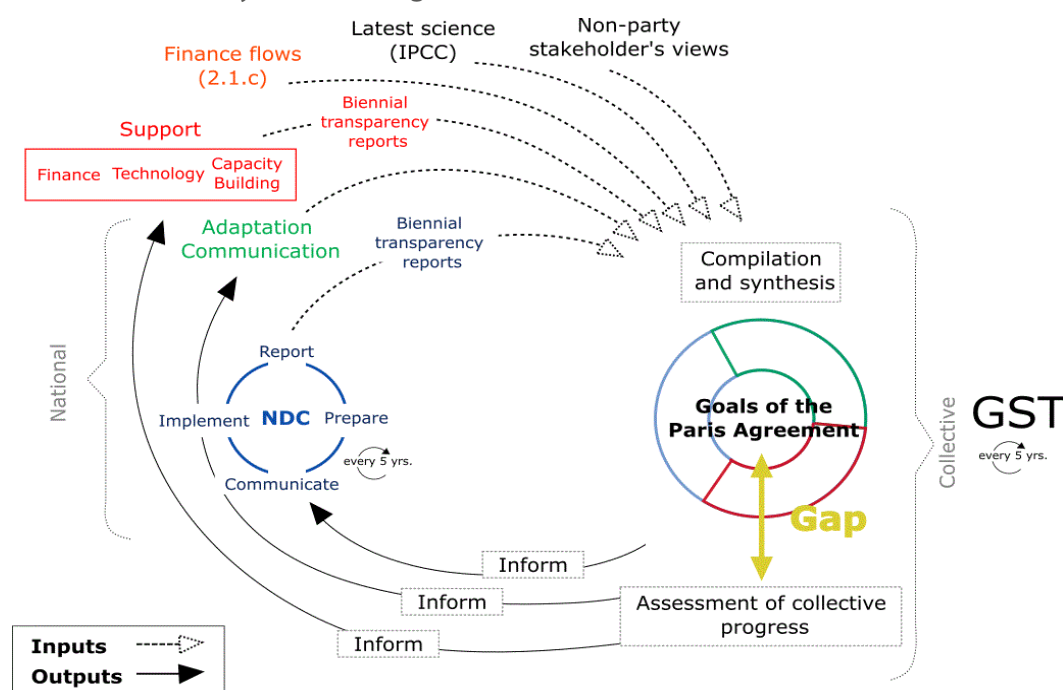 Latest science
(IPCC)
Non-party
stakeholder's views
Finance flows
(2.1.c)
Biennial
transparency
reports
Support
Finance
Technology
Capacity
Building
Adaptation
Communication
Biennial
transparency
reports
Compilation
and synthesis
National
Report
Implement
NDC
Prepare
every 5 yrs.
Communicate
Goals of the
Paris Agreement
Gap
Collective
GST
every 5 yrs.
Inform
Inform
Inform
Assessment of collective
progress
Inputs
Outputs